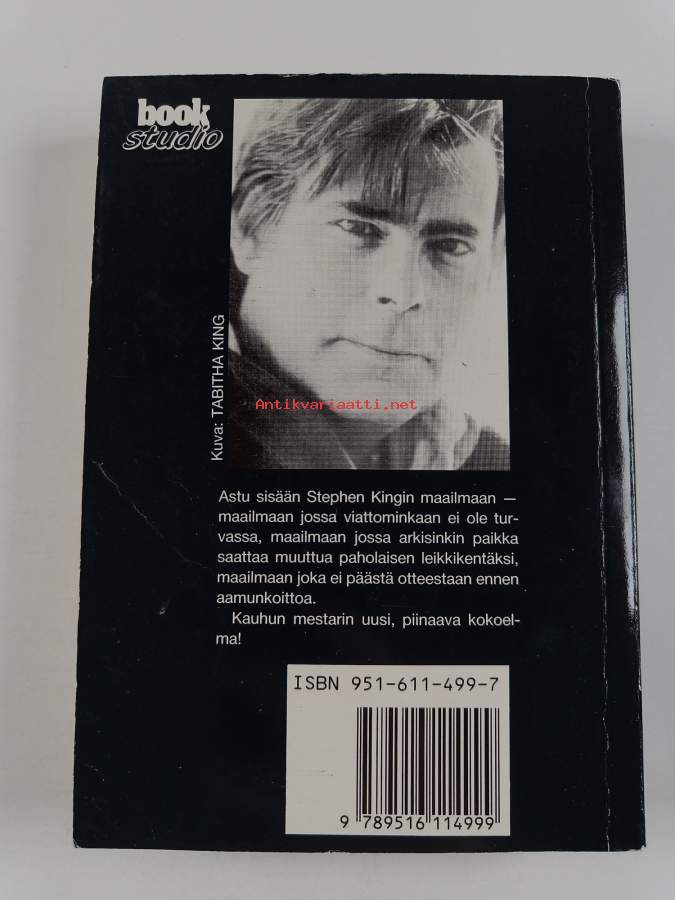 book
studio
Kuva: TABITHA KING
Antikvariaatti.net
Astu sisään Stephen Kingin maailmaan —
maailmaan jossa viattominkaan ei ole tur-
vassa, maailmaan jossa arkisinkin paikka
saattaa muuttua paholaisen leikkikentäksi,
maailmaan joka ei päästä otteestaan ennen
aamunkoittoa.
Kauhun mestarin uusi, piinaava kokoel-
ma!
ISBN 951-611-499-7
9 789516 114999